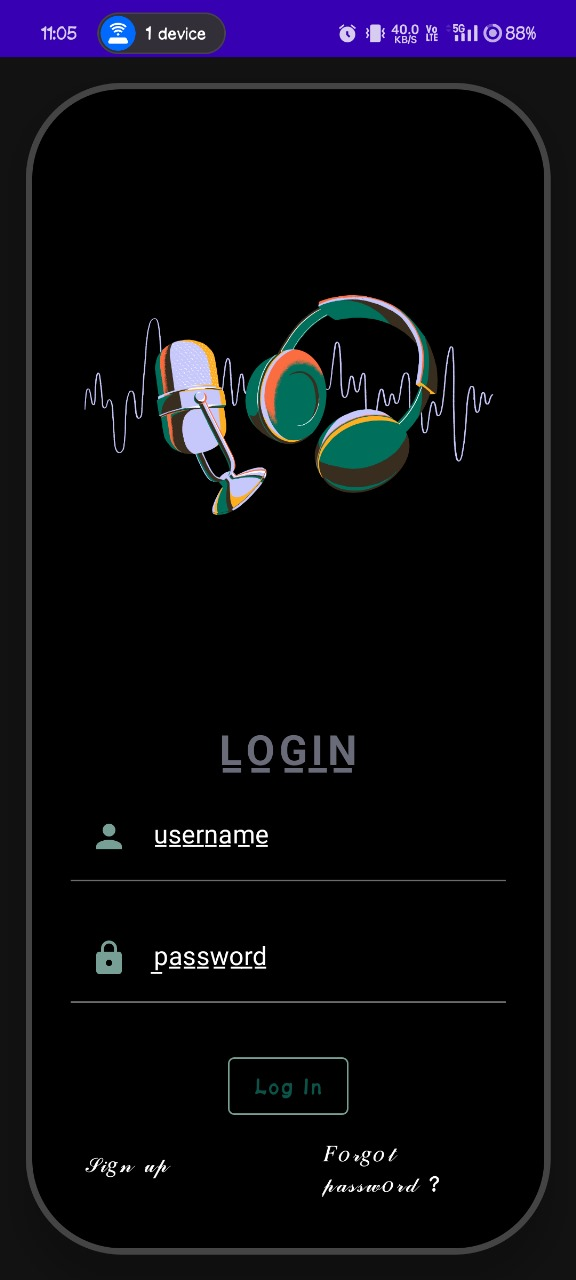 11:05 1 device 40.0 KB/S Vo LTE 5G 88%
LOGIN
username
password
Log In
Sign up
Forgot
password ?